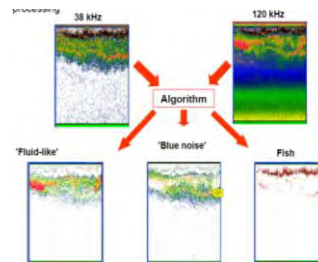 processing
38 kHz
120 kHz
Algorithm
'Fluid-like'
'Blue noise'
Fish